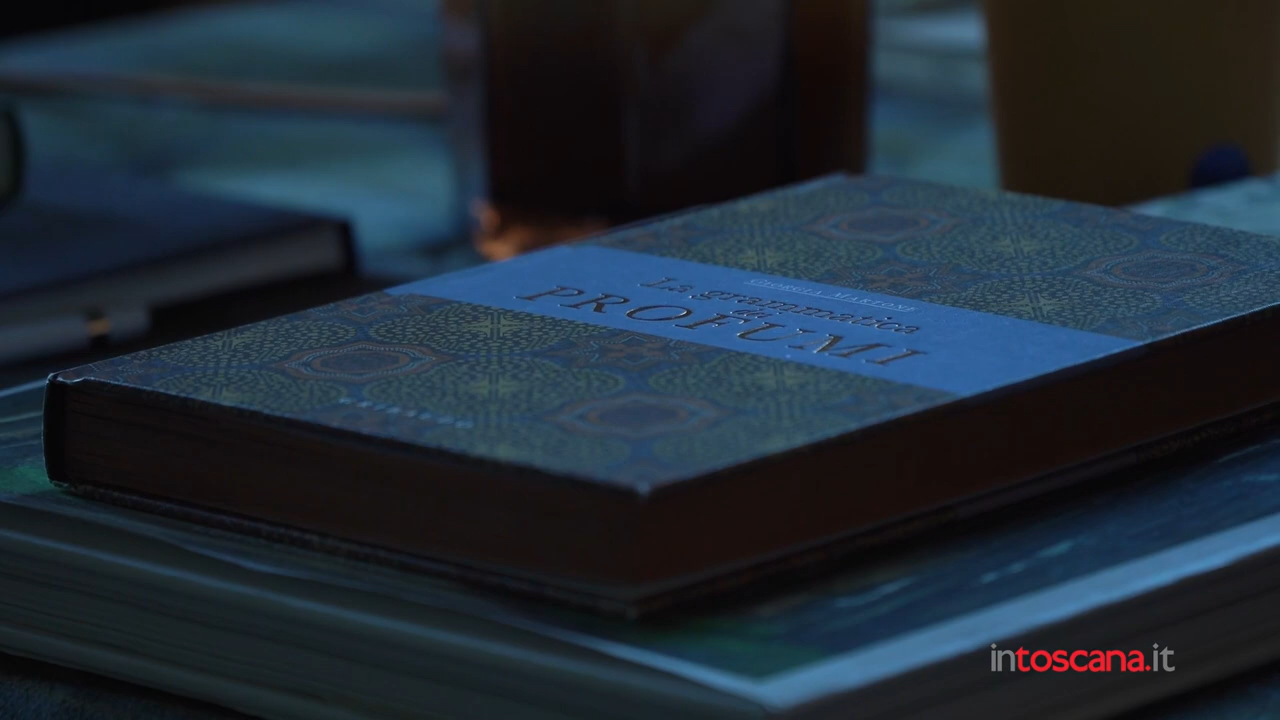 GIORGIA MARTONE
La grammatica
dei
PROFUMI
intoscana.it